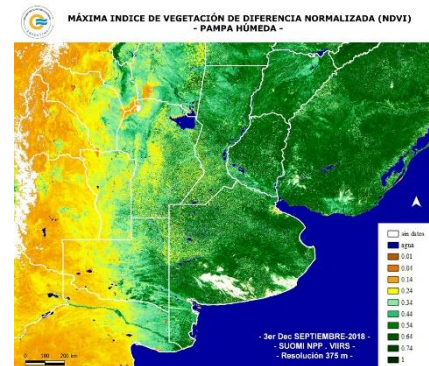 MÁXIMA INDICE DE VEGETACIÓN DE DIFERENCIA NORMALIZADA (NDVI)
- PAMPA HÚMEDA -
sin datos
agua
0.01
0.04
0.14
0.24
0.34
0.44
0.54
0.64
0.74
1
- 3er Dec SEPTIEMBRE-2018 -
- SUOMI NPP . VIIRS -
- Resolución 375 m -
0
100
200 km